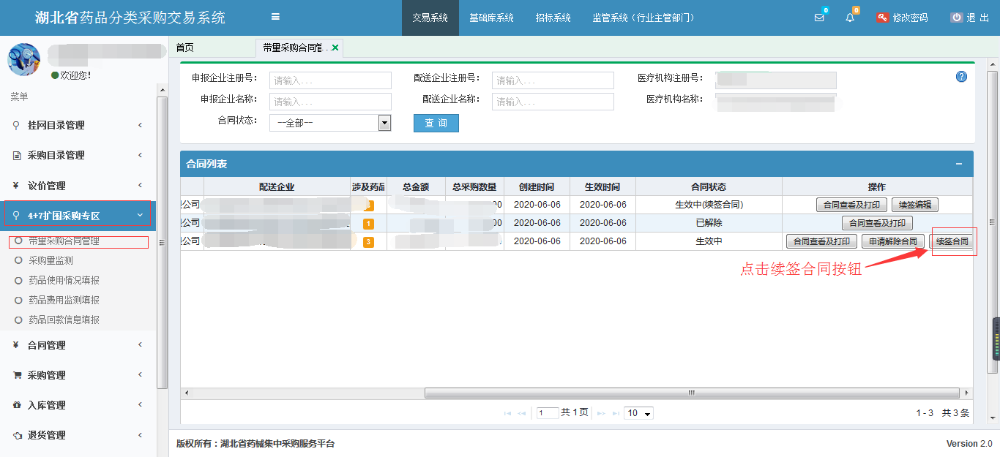 湖北省药品分类采购交易系统
交易系统 基础库系统 招标系统 监管系统（行业主管部门）
0 0 修改密码 退 出
欢迎您!
首页 带量采购合同管...
菜单
挂网目录管理
采购目录管理
议价管理
4+7扩围采购专区
带量采购合同管理
采购量监测
药品使用情况填报
药品费用监测填报
药品回款信息填报
合同管理
采购管理
入库管理
退货管理
申报企业注册号： 请输入... 配送企业注册号： 请输入... 医疗机构注册号：
申报企业名称： 请输入... 配送企业名称： 请输入... 医疗机构名称：
合同状态： --全部-- 查 询
合同列表
配送企业 涉及药品 总金额 总采购数量 创建时间 生效时间 合同状态 操作
公司 00 2020-06-06 2020-06-06 生效中(续签合同) 合同查看及打印 续签编辑
公司 1 00 2020-06-06 2020-06-06 已解除 合同查看及打印
公司 3 2020-06-06 2020-06-06 生效中 合同查看及打印 申请解除合同 续签合同
点击续签合同按钮
1 共 1 页 10 1 - 3 共 3 条
版权所有：湖北省药械集中采购服务平台 Version 2.0